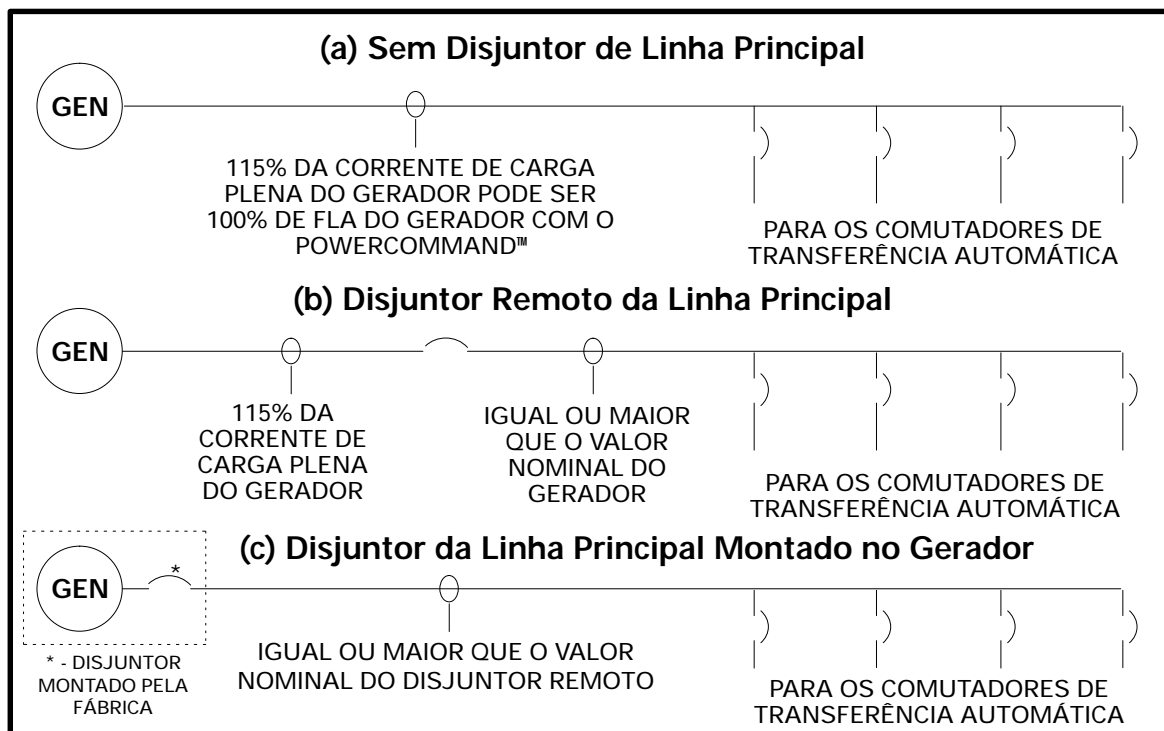 (a) Sem Disjuntor de Linha Principal
GEN
115% DA CORRENTE DE CARGA
PLENA DO GERADOR PODE SER
100% DE FLA DO GERADOR COM O
POWERCOMMAND™
PARA OS COMUTADORES DE
TRANSFERÊNCIA AUTOMÁTICA
(b) Disjuntor Remoto da Linha Principal
GEN
115% DA
CORRENTE DE
CARGA PLENA
DO GERADOR
IGUAL OU MAIOR
QUE O VALOR
NOMINAL DO
GERADOR
PARA OS COMUTADORES DE
TRANSFERÊNCIA AUTOMÁTICA
(c) Disjuntor da Linha Principal Montado no Gerador
GEN
*
* - DISJUNTOR
MONTADO PELA
FÁBRICA
IGUAL OU MAIOR QUE O VALOR
NOMINAL DO DISJUNTOR REMOTO
PARA OS COMUTADORES DE
TRANSFERÊNCIA AUTOMÁTICA